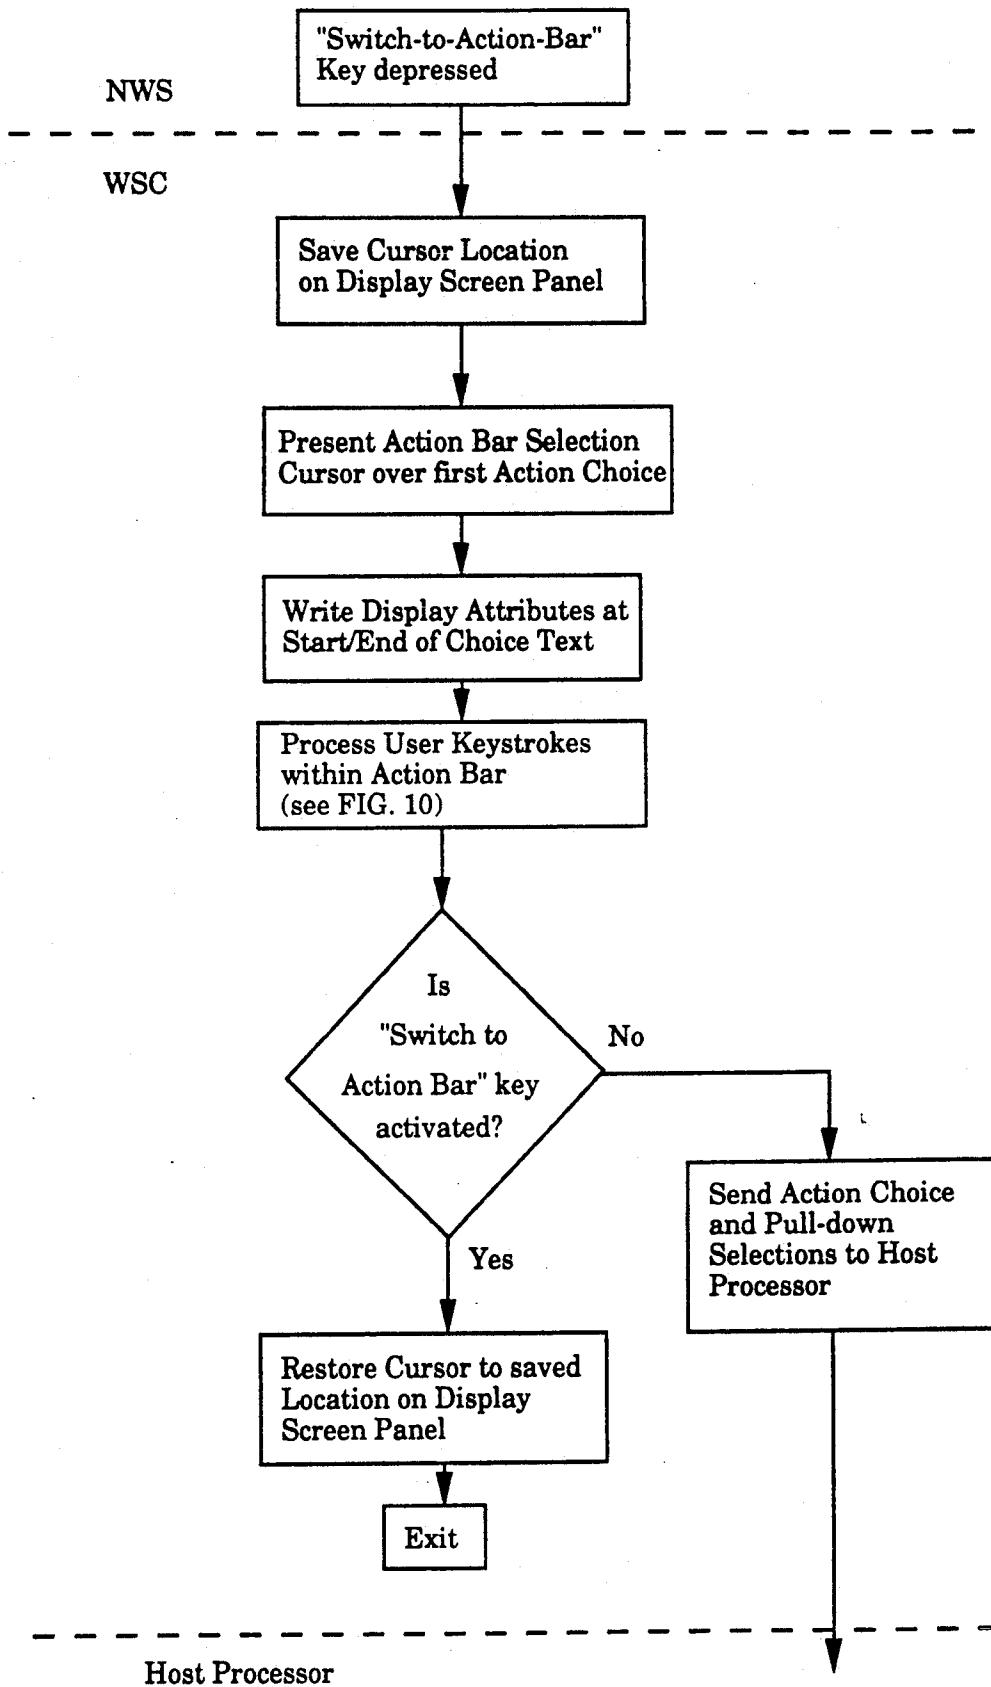 "Switch-to-Action-Bar"
Key depressed
NWS
WSC
Save Cursor Location
on Display Screen Panel
Present Action Bar Selection
Cursor over first Action Choice
Write Display Attributes at
Start/End of Choice Text
Process User Keystrokes
within Action Bar
(see FIG. 10)
Is
"Switch to
Action Bar" key
activated?
No
Send Action Choice
and Pull-down
Selections to Host
Processor
Yes
Restore Cursor to saved
Location on Display
Screen Panel
Exit
Host Processor